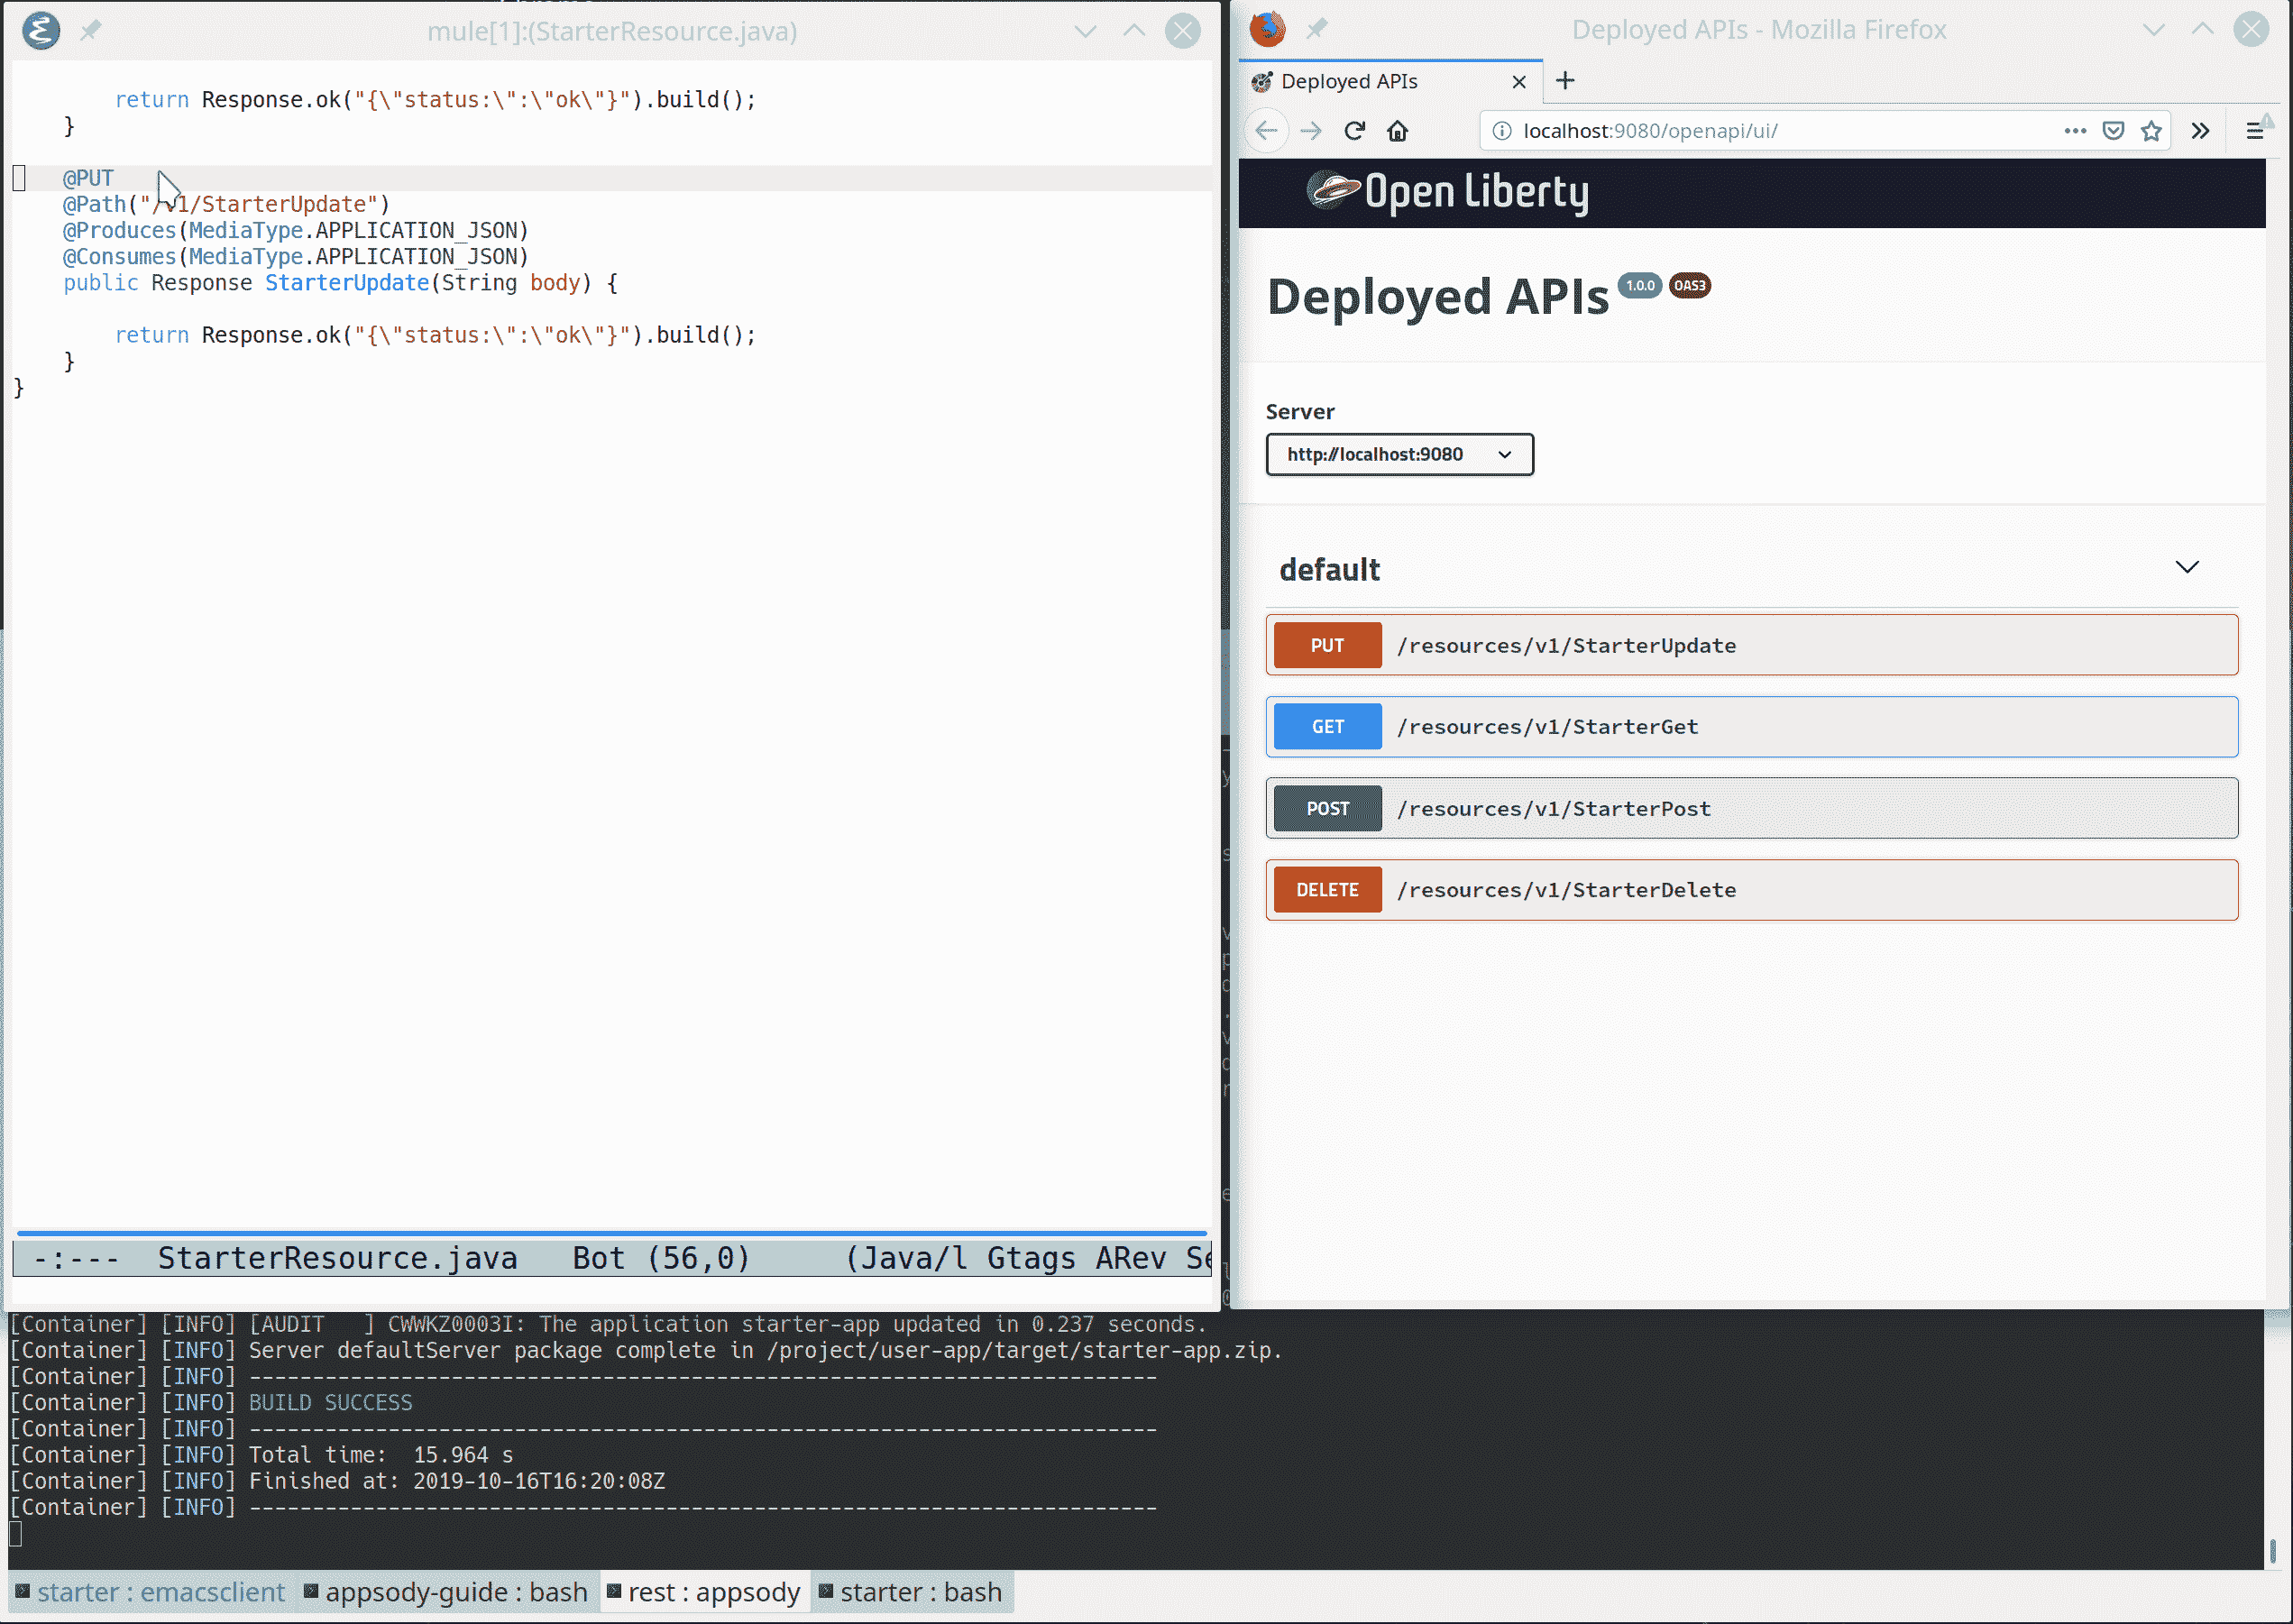 mule[1]:(StarterResource.java)
return Response.ok("{\"status:\":\"ok\"}").build();
}
@PUT
@Path("/v1/StarterUpdate")
@Produces(MediaType.APPLICATION_JSON)
@Consumes(MediaType.APPLICATION_JSON)
public Response StarterUpdate(String body) {
return Response.ok("{\"status:\":\"ok\"}").build();
}
}
-:--- StarterResource.java Bot (56,0) (Java/l Gtags ARev Se
Deployed APIs - Mozilla Firefox
Deployed APIs
localhost:9080/openapi/ui/
Open Liberty
Deployed APIs 1.0.0 OAS3
Server
http://localhost:9080
default
PUT /resources/v1/StarterUpdate
GET /resources/v1/StarterGet
POST /resources/v1/StarterPost
DELETE /resources/v1/StarterDelete
[Container] [INFO] [AUDIT   ] CWWKZ0003I: The application starter-app updated in 0.237 seconds.
[Container] [INFO] Server defaultServer package complete in /project/user-app/target/starter-app.zip.
[Container] [INFO] ------------------------------------------------------------------------
[Container] [INFO] BUILD SUCCESS
[Container] [INFO] ------------------------------------------------------------------------
[Container] [INFO] Total time:  15.964 s
[Container] [INFO] Finished at: 2019-10-16T16:20:08Z
[Container] [INFO] ------------------------------------------------------------------------
starter : emacsclient appsody-guide : bash rest : appsody starter : bash